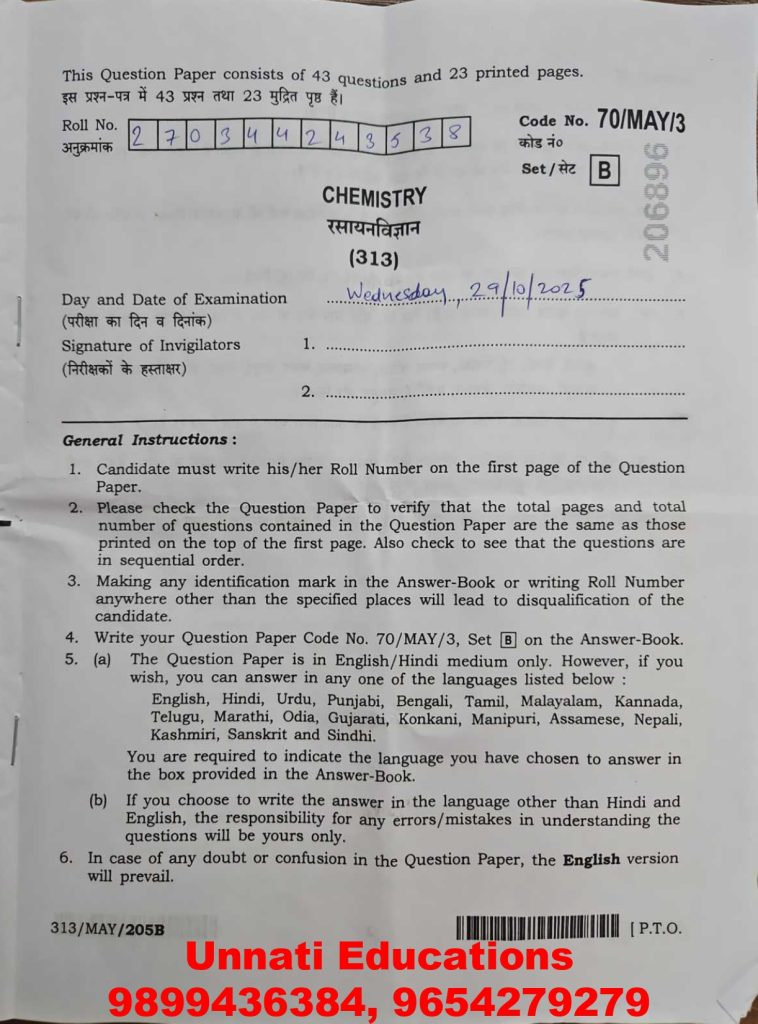 This Question Paper consists of 43 questions and 23 printed pages.
इस प्रश्न-पत्र में 43 प्रश्न तथा 23 मुद्रित पृष्ठ हैं।
Roll No. 2 7 0 3 4 4 2 4 3 5 3 8
अनुक्रमांक
Code No. 70/MAY/3
कोड नं०
Set / सेट B
206896
CHEMISTRY
रसायनविज्ञान
(313)
Day and Date of Examination Wednesday, 29/10/2025
(परीक्षा का दिन व दिनांक)
Signature of Invigilators 1.
(निरीक्षकों के हस्ताक्षर)
2.
General Instructions :
1. Candidate must write his/her Roll Number on the first page of the Question
Paper.
2. Please check the Question Paper to verify that the total pages and total
number of questions contained in the Question Paper are the same as those
printed on the top of the first page. Also check to see that the questions are
in sequential order.
3. Making any identification mark in the Answer-Book or writing Roll Number
anywhere other than the specified places will lead to disqualification of the
candidate.
4. Write your Question Paper Code No. 70/MAY/3, Set B on the Answer-Book.
5. (a) The Question Paper is in English/Hindi medium only. However, if you
wish, you can answer in any one of the languages listed below :
English, Hindi, Urdu, Punjabi, Bengali, Tamil, Malayalam, Kannada,
Telugu, Marathi, Odia, Gujarati, Konkani, Manipuri, Assamese, Nepali,
Kashmiri, Sanskrit and Sindhi.
You are required to indicate the language you have chosen to answer in
the box provided in the Answer-Book.
(b) If you choose to write the answer in the language other than Hindi and
English, the responsibility for any errors/mistakes in understanding the
questions will be yours only.
6. In case of any doubt or confusion in the Question Paper, the English version
will prevail.
313/MAY/205B
[ P.T.O.
Unnati Educations
9899436384, 9654279279